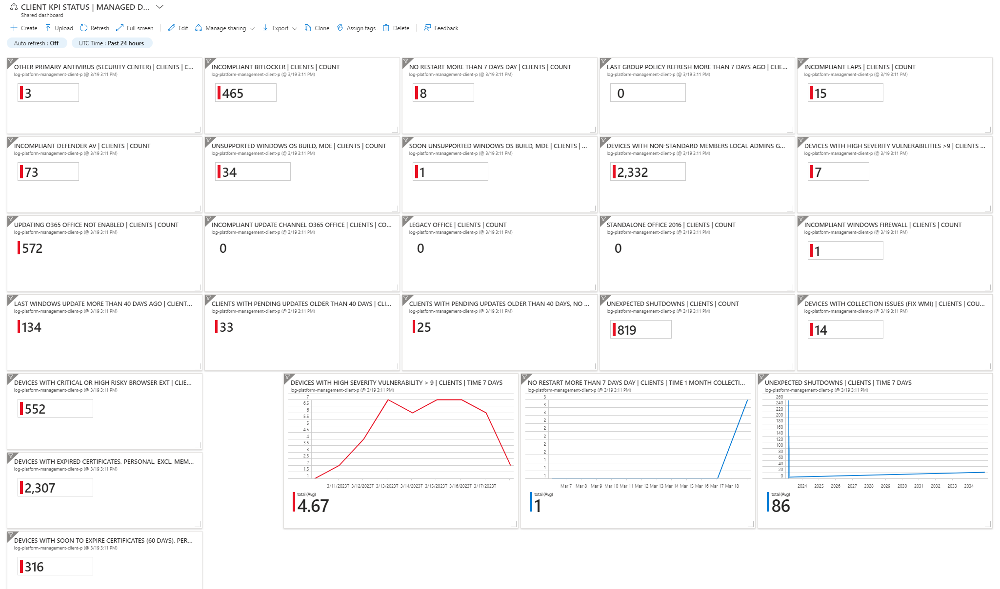 CLIENT KPI STATUS | MANAGED D...
Shared dashboard
Create Upload Refresh Full screen Edit Manage sharing Export Clone Assign tags Delete Feedback
Auto refresh : Off UTC Time : Past 24 hours
OTHER PRIMARY ANTIVIRUS (SECURITY CENTER) | CLIENTS | C...
log-platform-management-client-p (@ 3/19 3:11 PM)
3
INCOMPLIANT BITLOCKER | CLIENTS | COUNT
log-platform-management-client-p (@ 3/19 3:11 PM)
465
NO RESTART MORE THAN 7 DAYS DAY | CLIENTS | COUNT
log-platform-management-client-p (@ 3/19 3:11 PM)
8
LAST GROUP POLICY REFRESH MORE THAN 7 DAYS AGO | CLIE...
log-platform-management-client-p (@ 3/19 3:11 PM)
0
INCOMPLIANT LAPS | CLIENTS | COUNT
log-platform-management-client-p (@ 3/19 3:11 PM)
15
INCOMPLIANT DEFENDER AV | CLIENTS | COUNT
log-platform-management-client-p (@ 3/19 3:11 PM)
73
UNSUPPORTED WINDOWS OS BUILD, MDE | CLIENTS | COUNT
log-platform-management-client-p (@ 3/19 3:11 PM)
34
SOON UNSUPPORTED WINDOWS OS BUILD, MDE | CLIENTS | ...
log-platform-management-client-p (@ 3/19 3:11 PM)
1
DEVICES WITH NON-STANDARD MEMBERS LOCAL ADMINS G...
log-platform-management-client-p (@ 3/19 3:11 PM)
2,332
DEVICES WITH HIGH SEVERITY VULNERABILITIES >9 | CLIENTS ...
log-platform-management-client-p (@ 3/19 3:11 PM)
7
UPDATING O365 OFFICE NOT ENABLED | CLIENTS | COUNT
log-platform-management-client-p (@ 3/19 3:11 PM)
572
INCOMPLIANT UPDATE CHANNEL O365 OFFICE | CLIENTS | CO...
log-platform-management-client-p (@ 3/19 3:11 PM)
0
LEGACY OFFICE | CLIENTS | COUNT
log-platform-management-client-p (@ 3/19 3:11 PM)
0
STANDALONE OFFICE 2016 | CLIENTS | COUNT
log-platform-management-client-p (@ 3/19 3:11 PM)
0
INCOMPLIANT WINDOWS FIREWALL | CLIENTS | COUNT
log-platform-management-client-p (@ 3/19 3:11 PM)
1
LAST WINDOWS UPDATE MORE THAN 40 DAYS AGO | CLIENT...
log-platform-management-client-p (@ 3/19 3:11 PM)
134
CLIENTS WITH PENDING UPDATES OLDER THAN 40 DAYS | CLI...
log-platform-management-client-p (@ 3/19 3:11 PM)
33
CLIENTS WITH PENDING UPDATES OLDER THAN 40 DAYS, NO ...
log-platform-management-client-p (@ 3/19 3:11 PM)
25
UNEXPECTED SHUTDOWNS | CLIENTS | COUNT
log-platform-management-client-p (@ 3/19 3:11 PM)
819
DEVICES WITH COLLECTION ISSUES (FIX WMI) | CLIENTS | COU...
log-platform-management-client-p (@ 3/19 3:11 PM)
14
DEVICES WITH CRITICAL OR HIGH RISKY BROWSER EXT | CLIE...
log-platform-management-client-p (@ 3/19 3:11 PM)
552
DEVICES WITH EXPIRED CERTIFICATES, PERSONAL, EXCL. MEM...
log-platform-management-client-p (@ 3/19 3:11 PM)
2,307
DEVICES WITH SOON TO EXPIRE CERTIFICATES (60 DAYS), PER...
log-platform-management-client-p (@ 3/19 3:11 PM)
316
DEVICES WITH HIGH SEVERITY VULNERABILITY > 9 | CLIENTS | TIME 7 DAYS
log-platform-management-client-p (@ 3/19 3:11 PM)
7
6.5
6
5.5
5
4.5
4
3.5
3
2.5
2
1.5
1
3/11/2023T 3/12/2023T 3/13/2023T 3/14/2023T 3/15/2023T 3/16/2023T 3/17/2023T
total (Avg)
4.67
NO RESTART MORE THAN 7 DAYS DAY | CLIENTS | TIME 1 MONTH COLLECTI...
log-platform-management-client-p (@ 3/19 3:11 PM)
3
3
3
2
2
2
2
2
1
1
1
Mar 7 Mar 8 Mar 9 Mar 10 Mar 11 Mar 12 Mar 13 Mar 14 Mar 15 Mar 16 Mar 17 Mar 18
total (Avg)
1
UNEXPECTED SHUTDOWNS | CLIENTS | TIME 7 DAYS
log-platform-management-client-p (@ 3/19 3:11 PM)
260
240
220
200
180
160
140
120
100
80
60
40
20
0
2024 2025 2026 2027 2028 2029 2030 2031 2032 2033 2034
total (Avg)
86